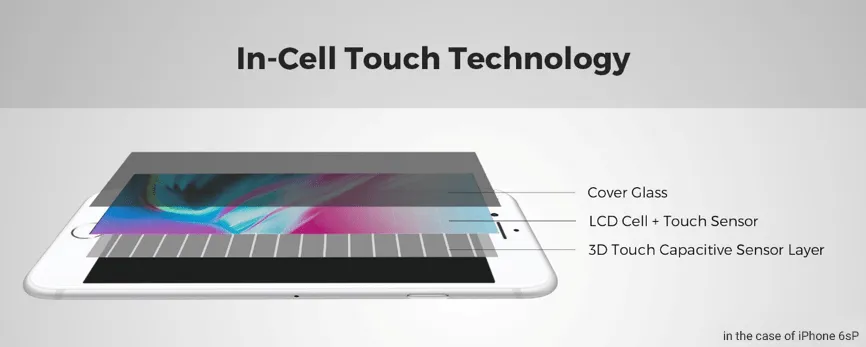 In-Cell Touch Technology
Cover Glass
LCD Cell + Touch Sensor
3D Touch Capacitive Sensor Layer
in the case of iPhone 6sP